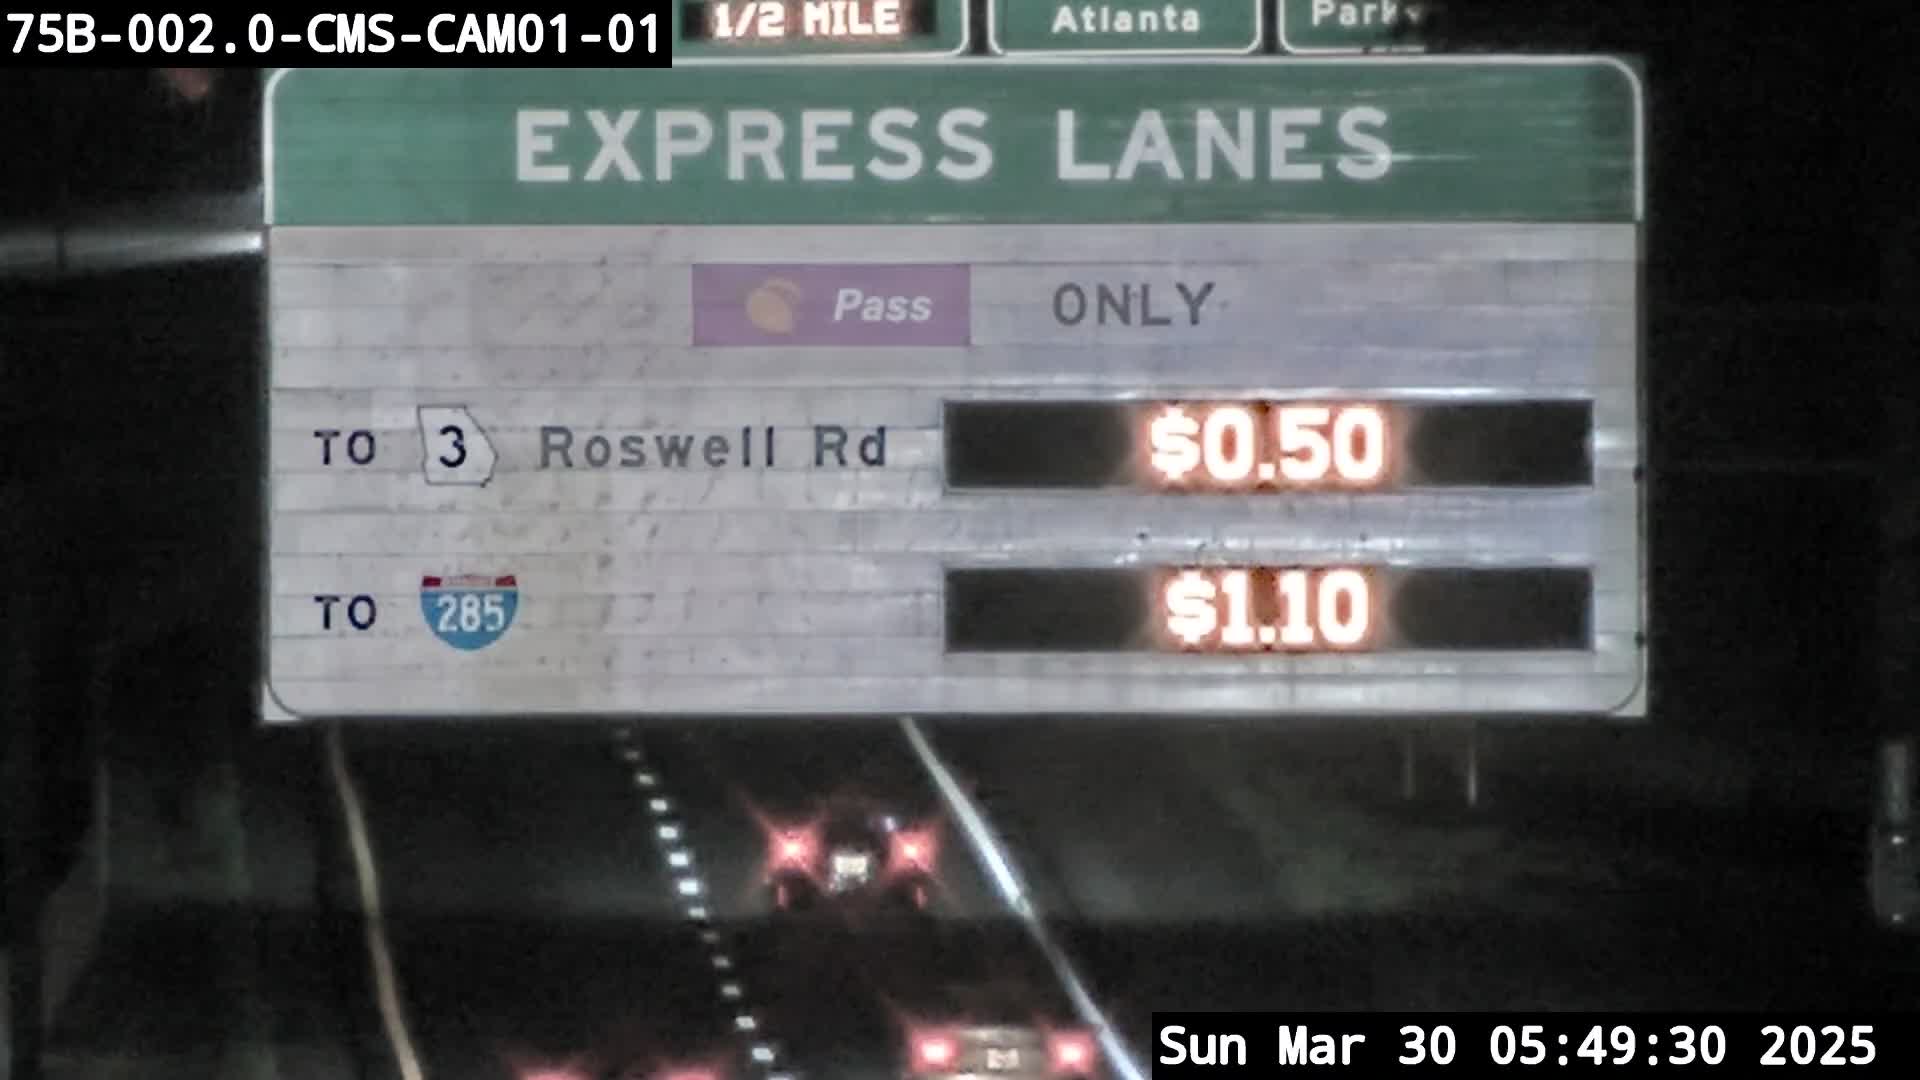 75B-002.0-CMS-CAM01-01
1/2 MILE
Atlanta
Park
EXPRESS LANES
Pass ONLY
TO 3 Roswell Rd $0.50
TO 285 $1.10
Sun Mar 30 05:49:30 2025